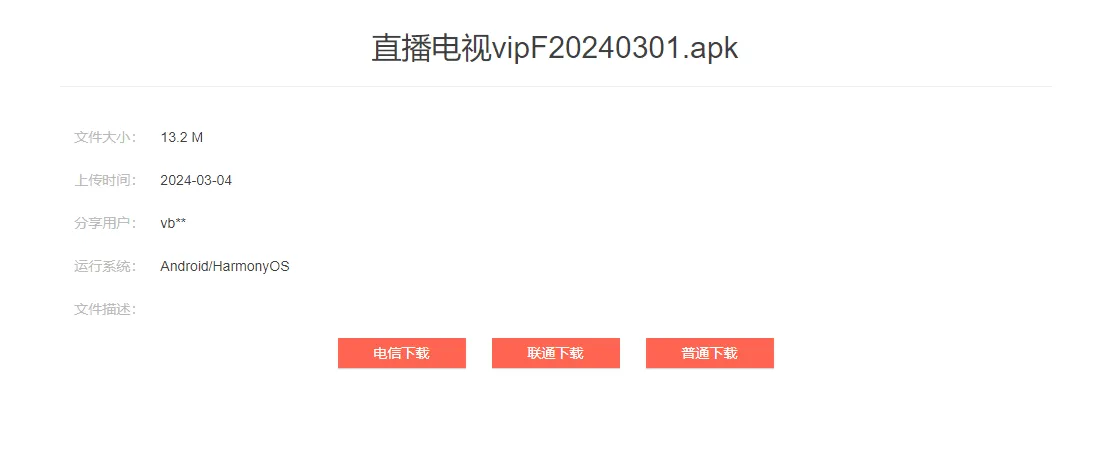 直播电视vipF20240301.apk
文件大小： 13.2 M
上传时间： 2024-03-04
分享用户： vb**
运行系统： Android/HarmonyOS
文件描述：
电信下载 联通下载 普通下载